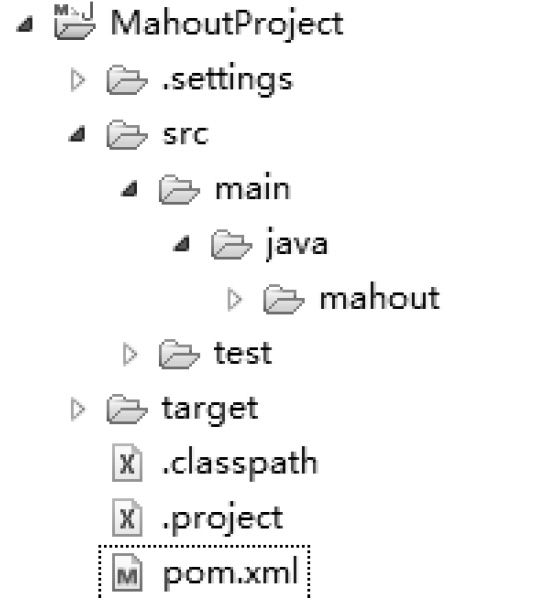 MahoutProject
.settings
src
main
java
mahout
test
target
.classpath
.project
pom.xml